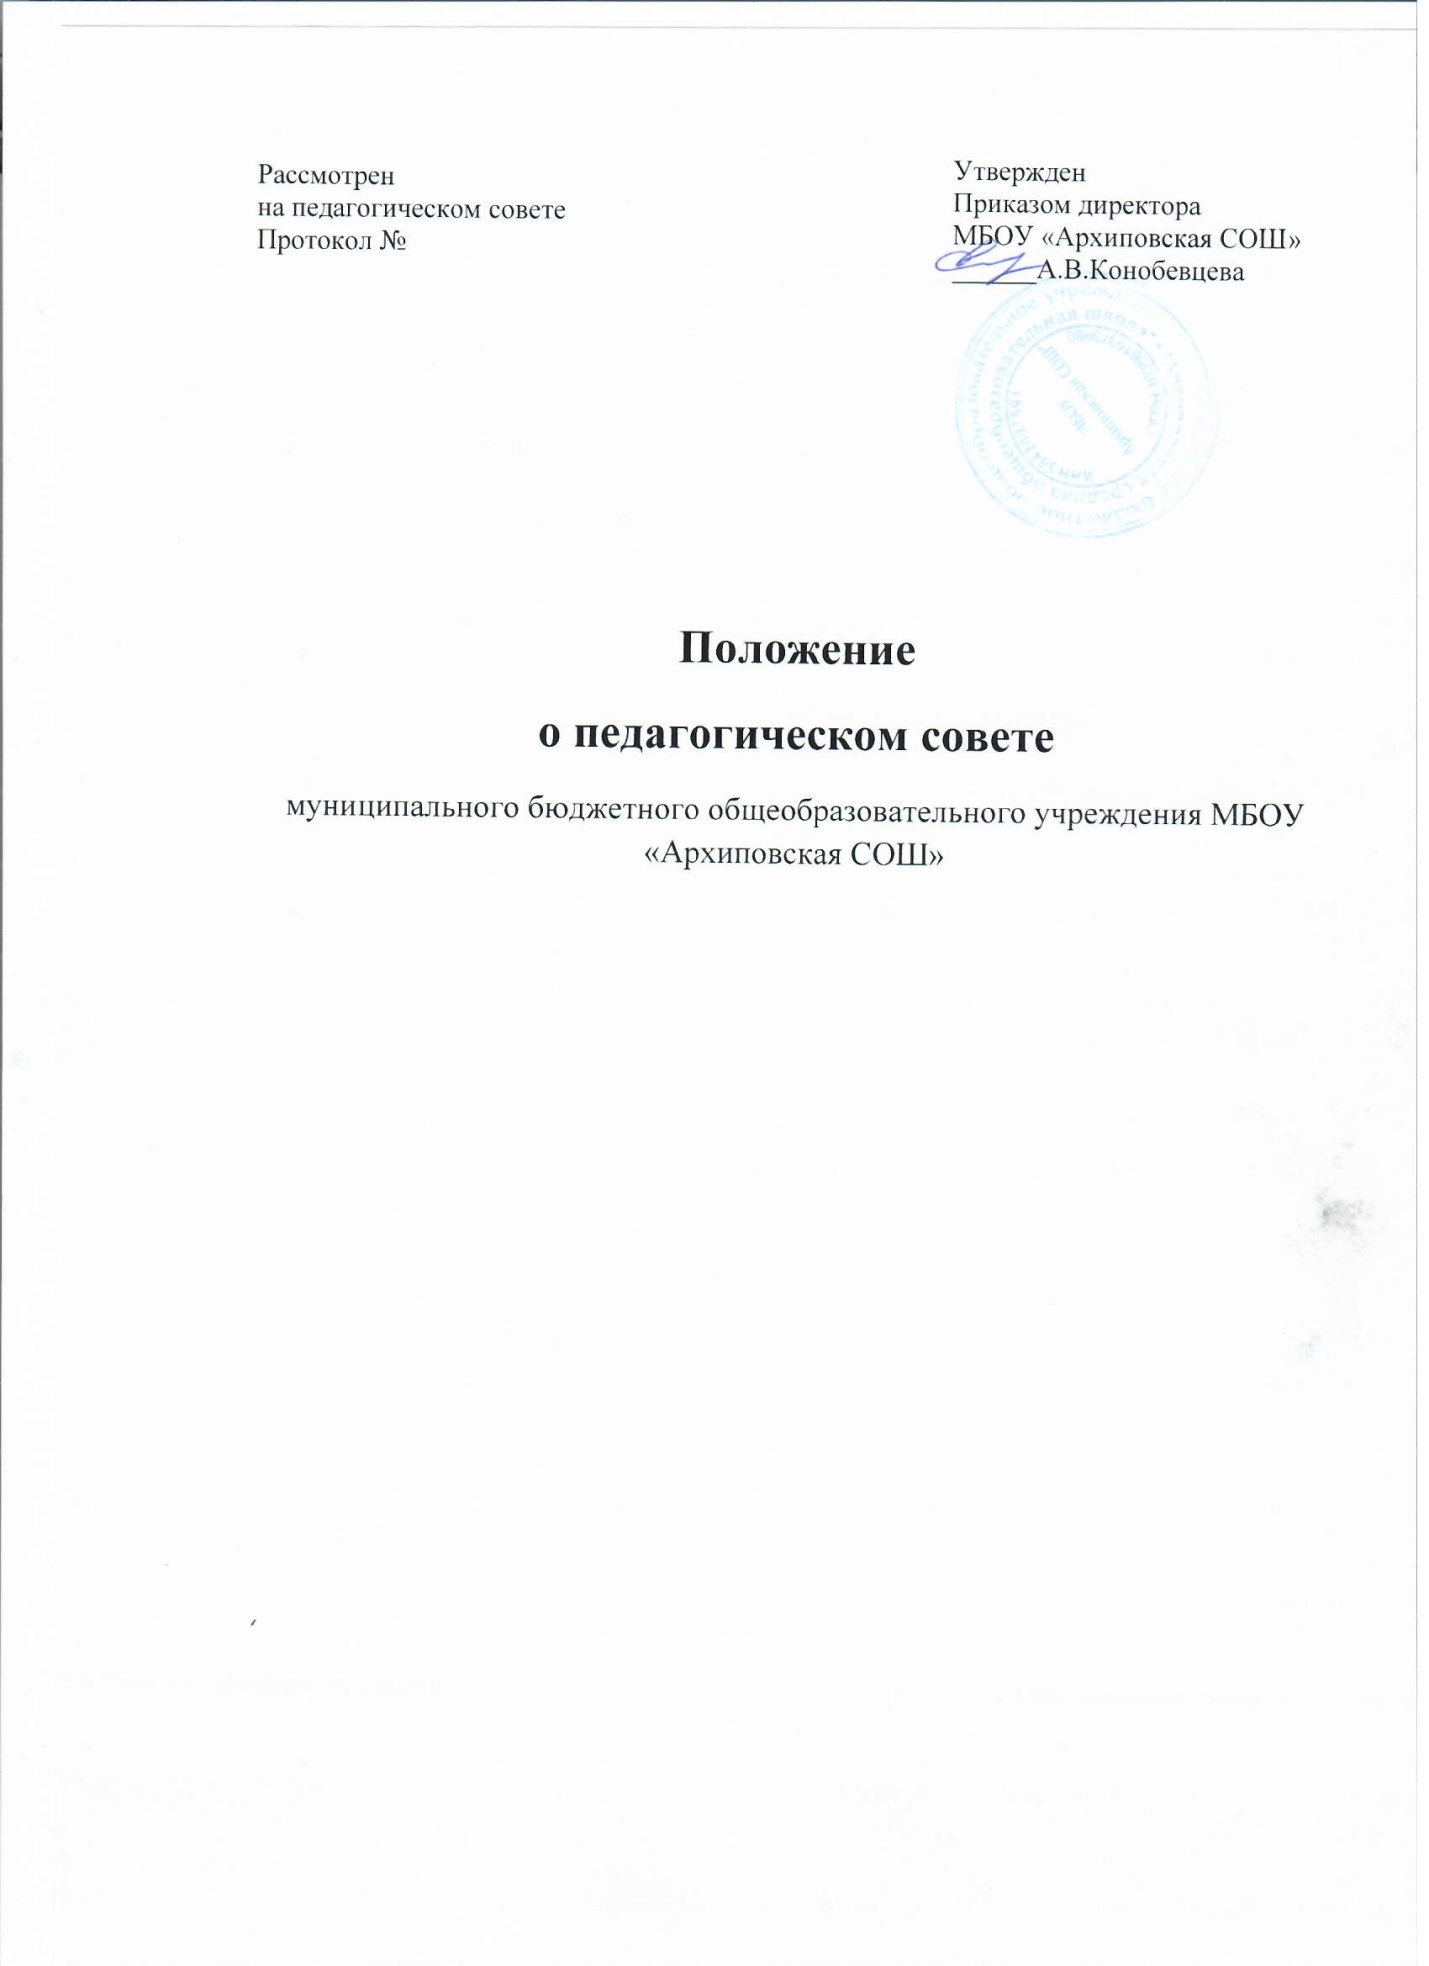 Рассмотрен
на педагогическом совете
Протокол №
Утвержден
Приказом директора
МБОУ «Архиповская СОШ»
______А.В.Конобевцева
Положение
о педагогическом совете
муниципального бюджетного общеобразовательного учреждения МБОУ
«Архиповская СОШ»